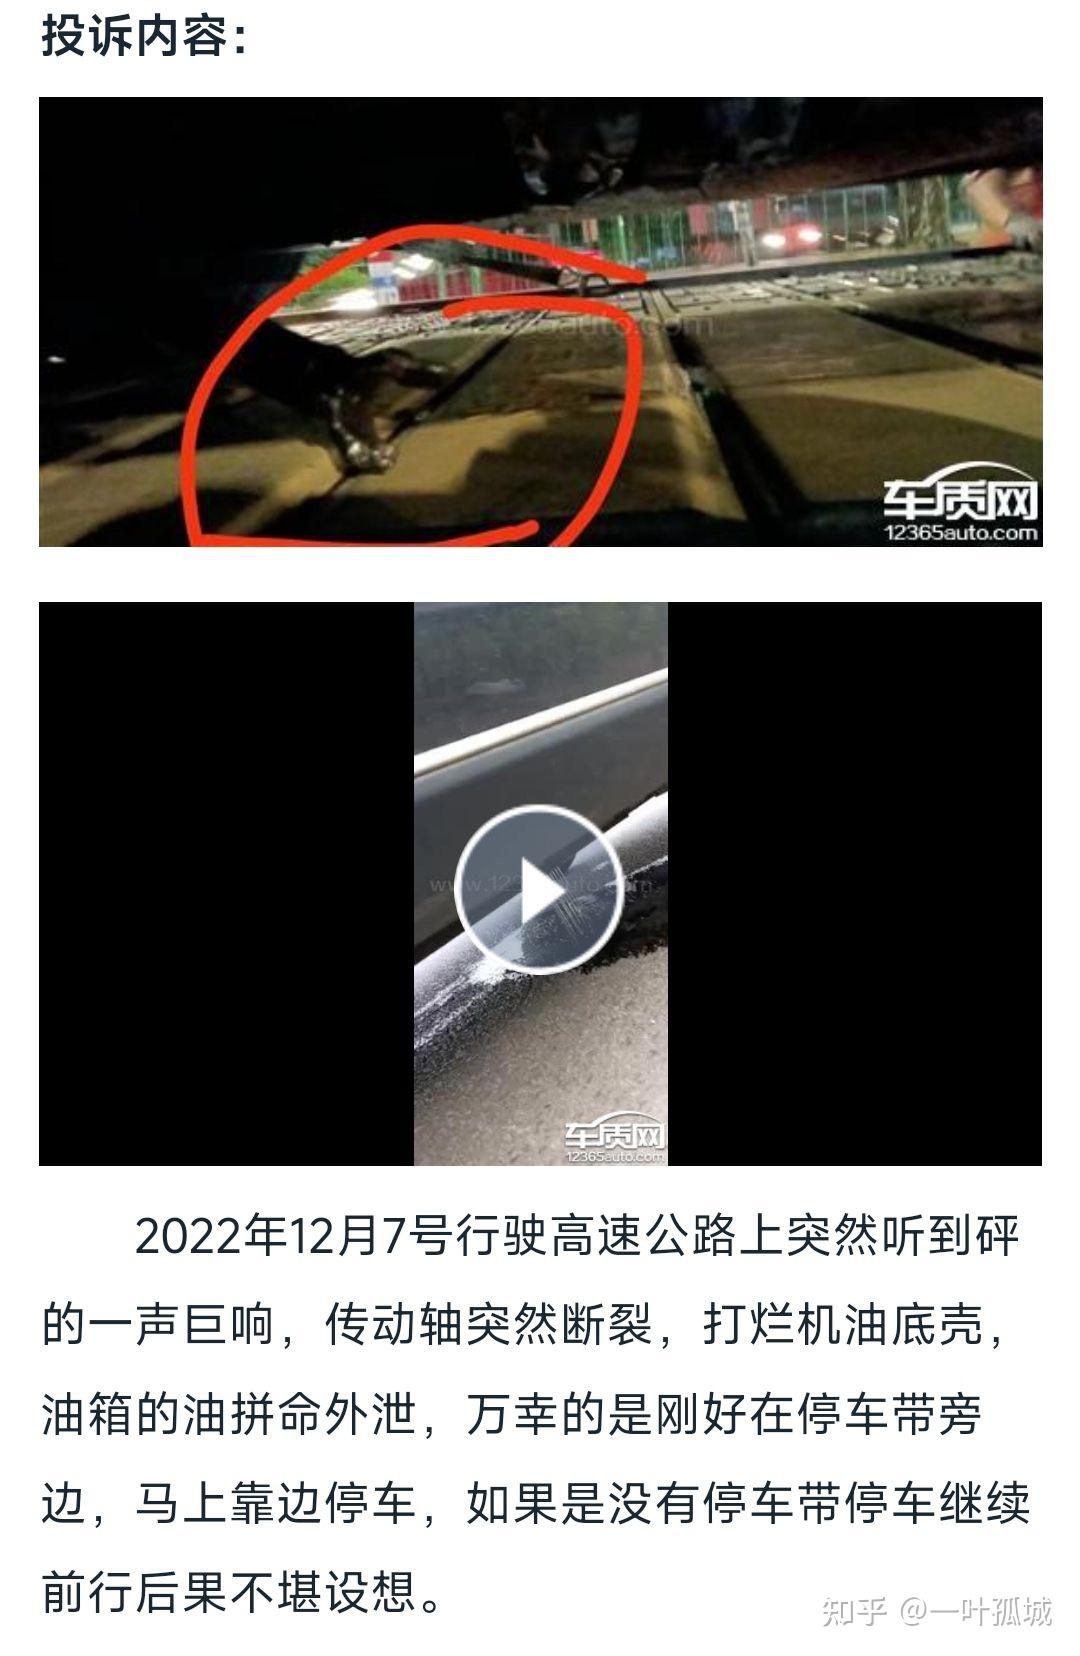 投诉内容：
www.12365auto.com
车质网
12365auto.com
www.12365auto.com
车质网
12365auto.com
2022年12月7号行驶高速公路上突然听到砰
的一声巨响，传动轴突然断裂，打烂机油底壳，
油箱的油拼命外泄，万幸的是刚好在停车带旁
边，马上靠边停车，如果是没有停车带停车继续
前行后果不堪设想。
知乎 @一叶孤城